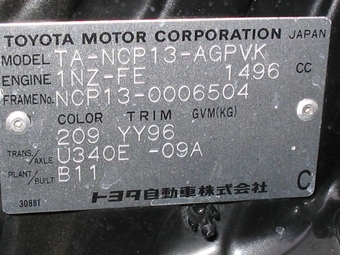 TOYOTA MOTOR CORPORATION JAPAN
MODEL TA-NCP13-AGPVK
ENGINE 1NZ-FE 1496 CC
FRAME No. NCP13-0006504
COLOR TRIM GVM(KG)
209 YY96
TRANS./AXLE U340E -09A
PLANT/BUILT B11
トヨタ自動車株式会社 C
30881